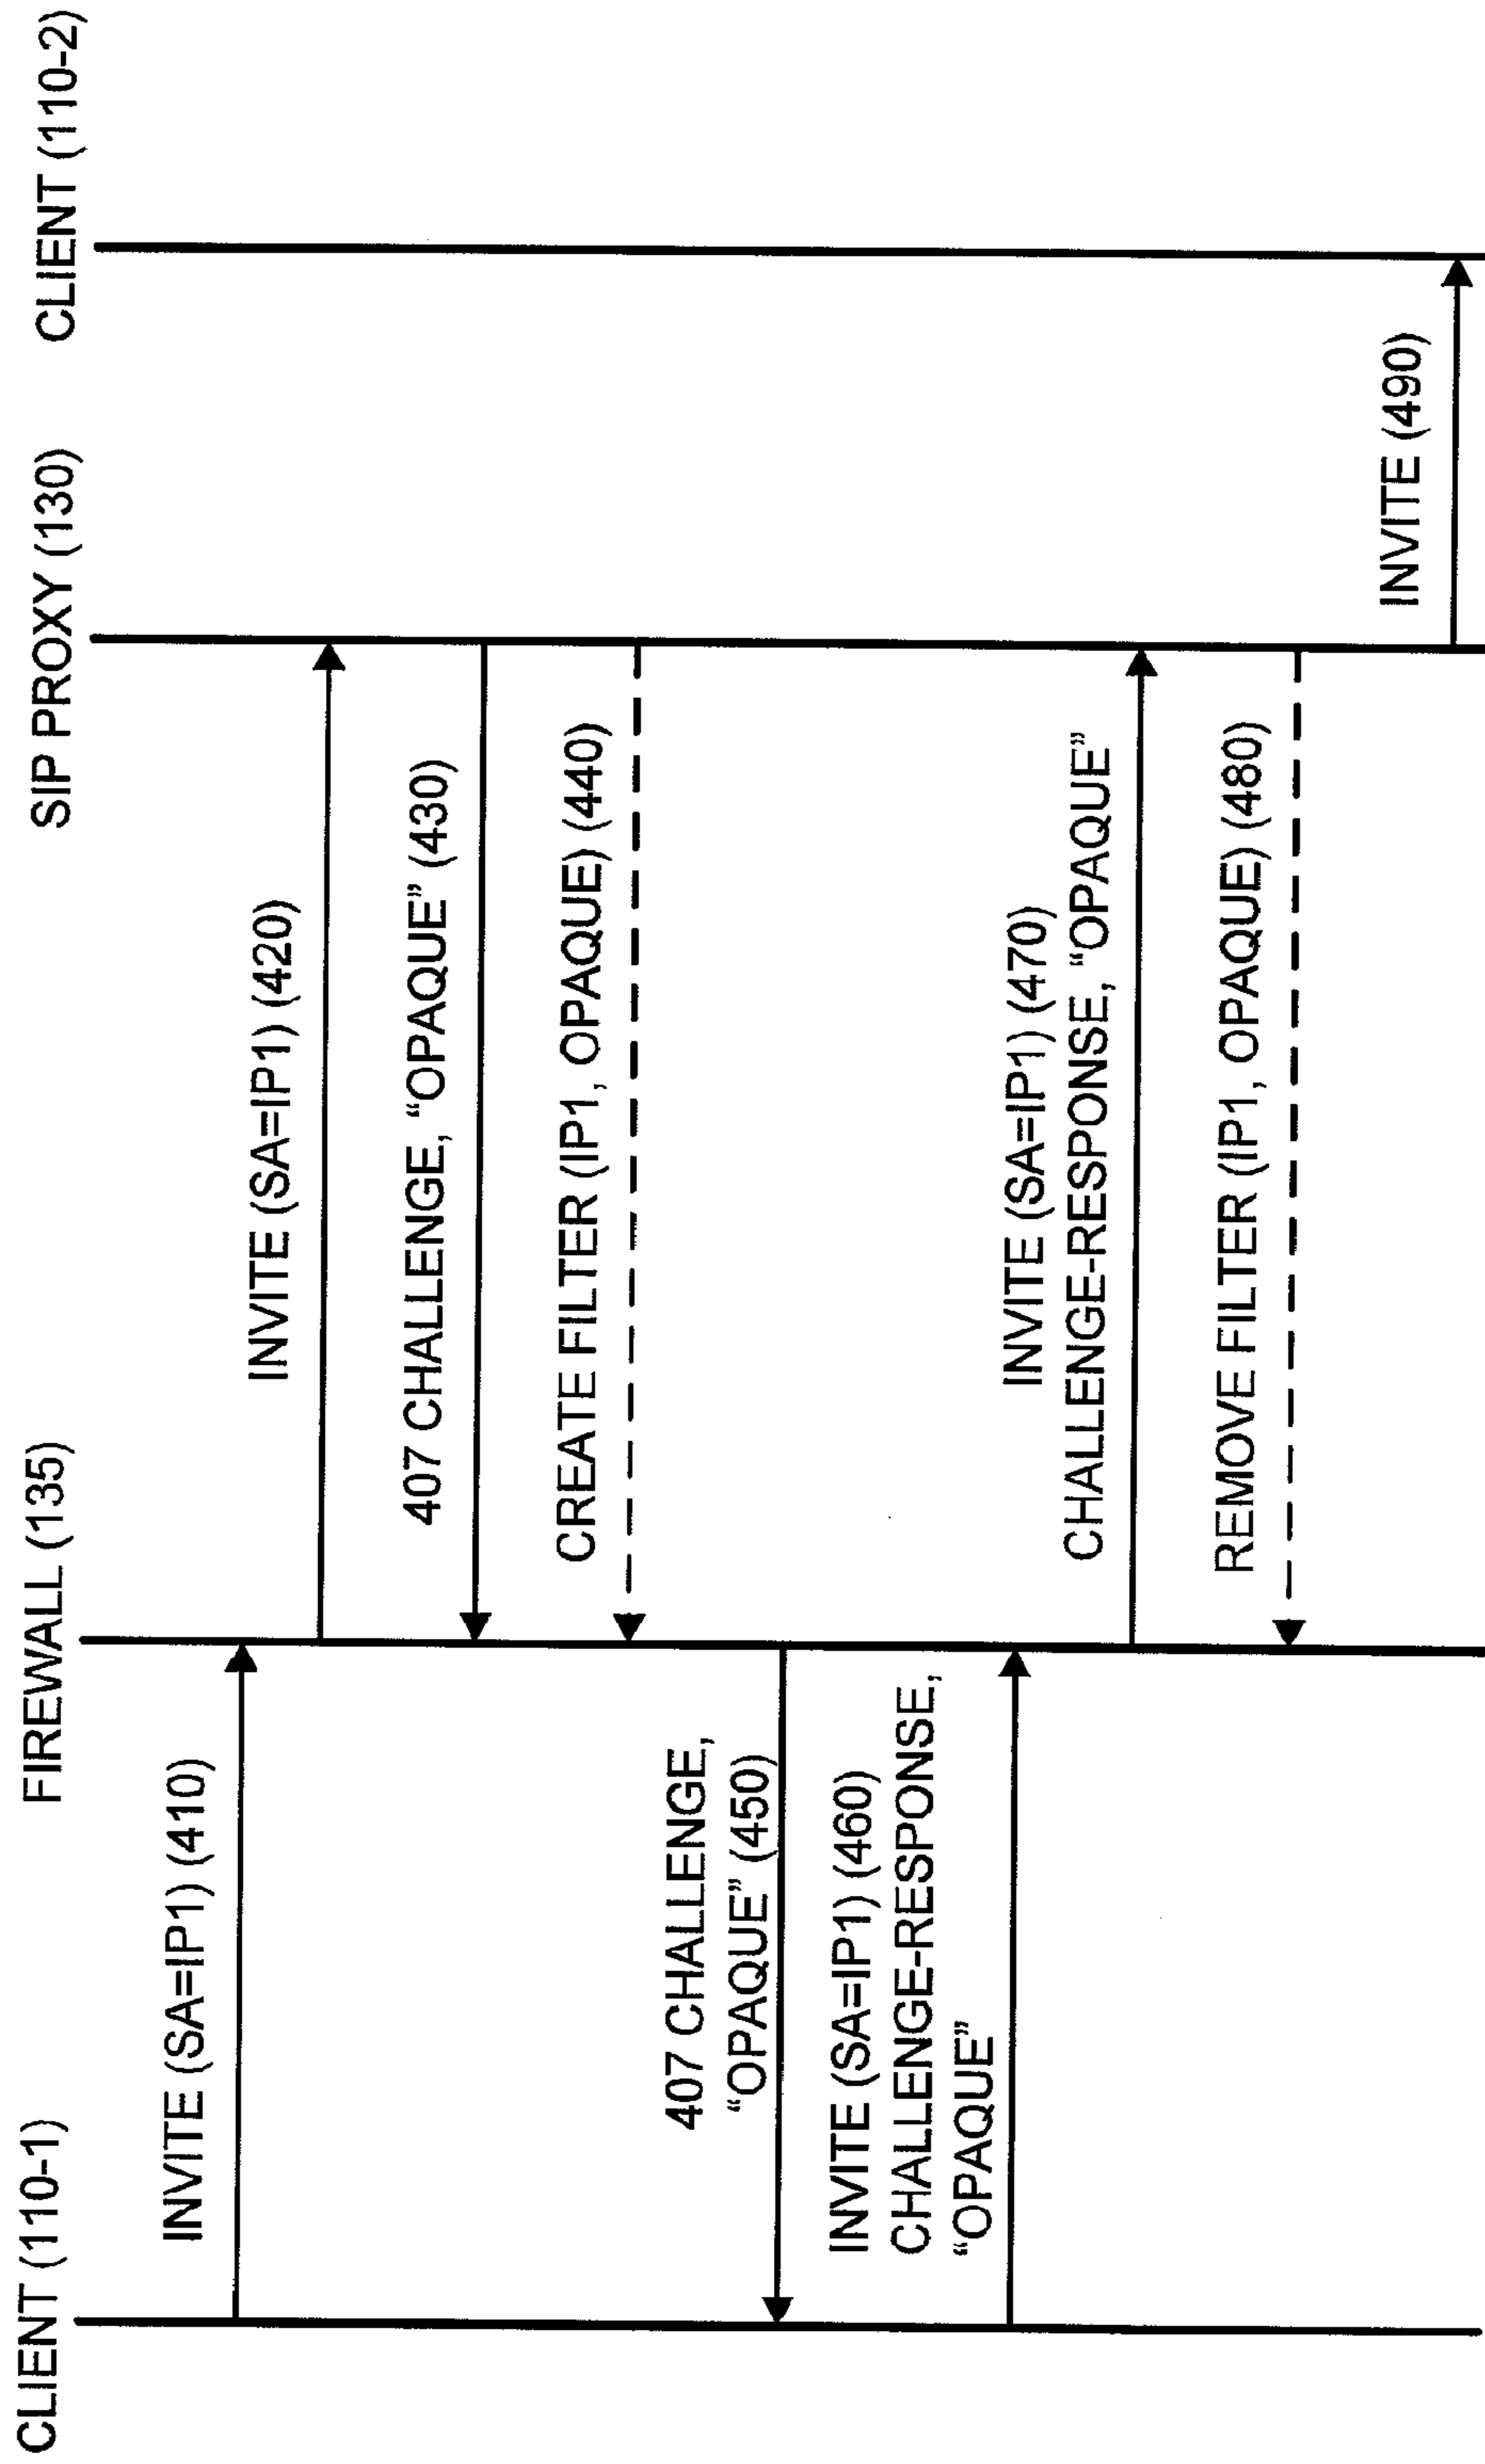 CLIENT (110-1)
FIREWALL (135)
SIP PROXY (130)
CLIENT (110-2)
INVITE (SA=IP1) (410)
INVITE (SA=IP1) (420)
407 CHALLENGE, “OPAQUE” (430)
CREATE FILTER (IP1, OPAQUE) (440)
407 CHALLENGE,
“OPAQUE” (450)
INVITE (SA=IP1) (460)
CHALLENGE-RESPONSE,
“OPAQUE”
INVITE (SA=IP1) (470)
CHALLENGE-RESPONSE, “OPAQUE”
REMOVE FILTER (IP1, OPAQUE) (480)
INVITE (490)